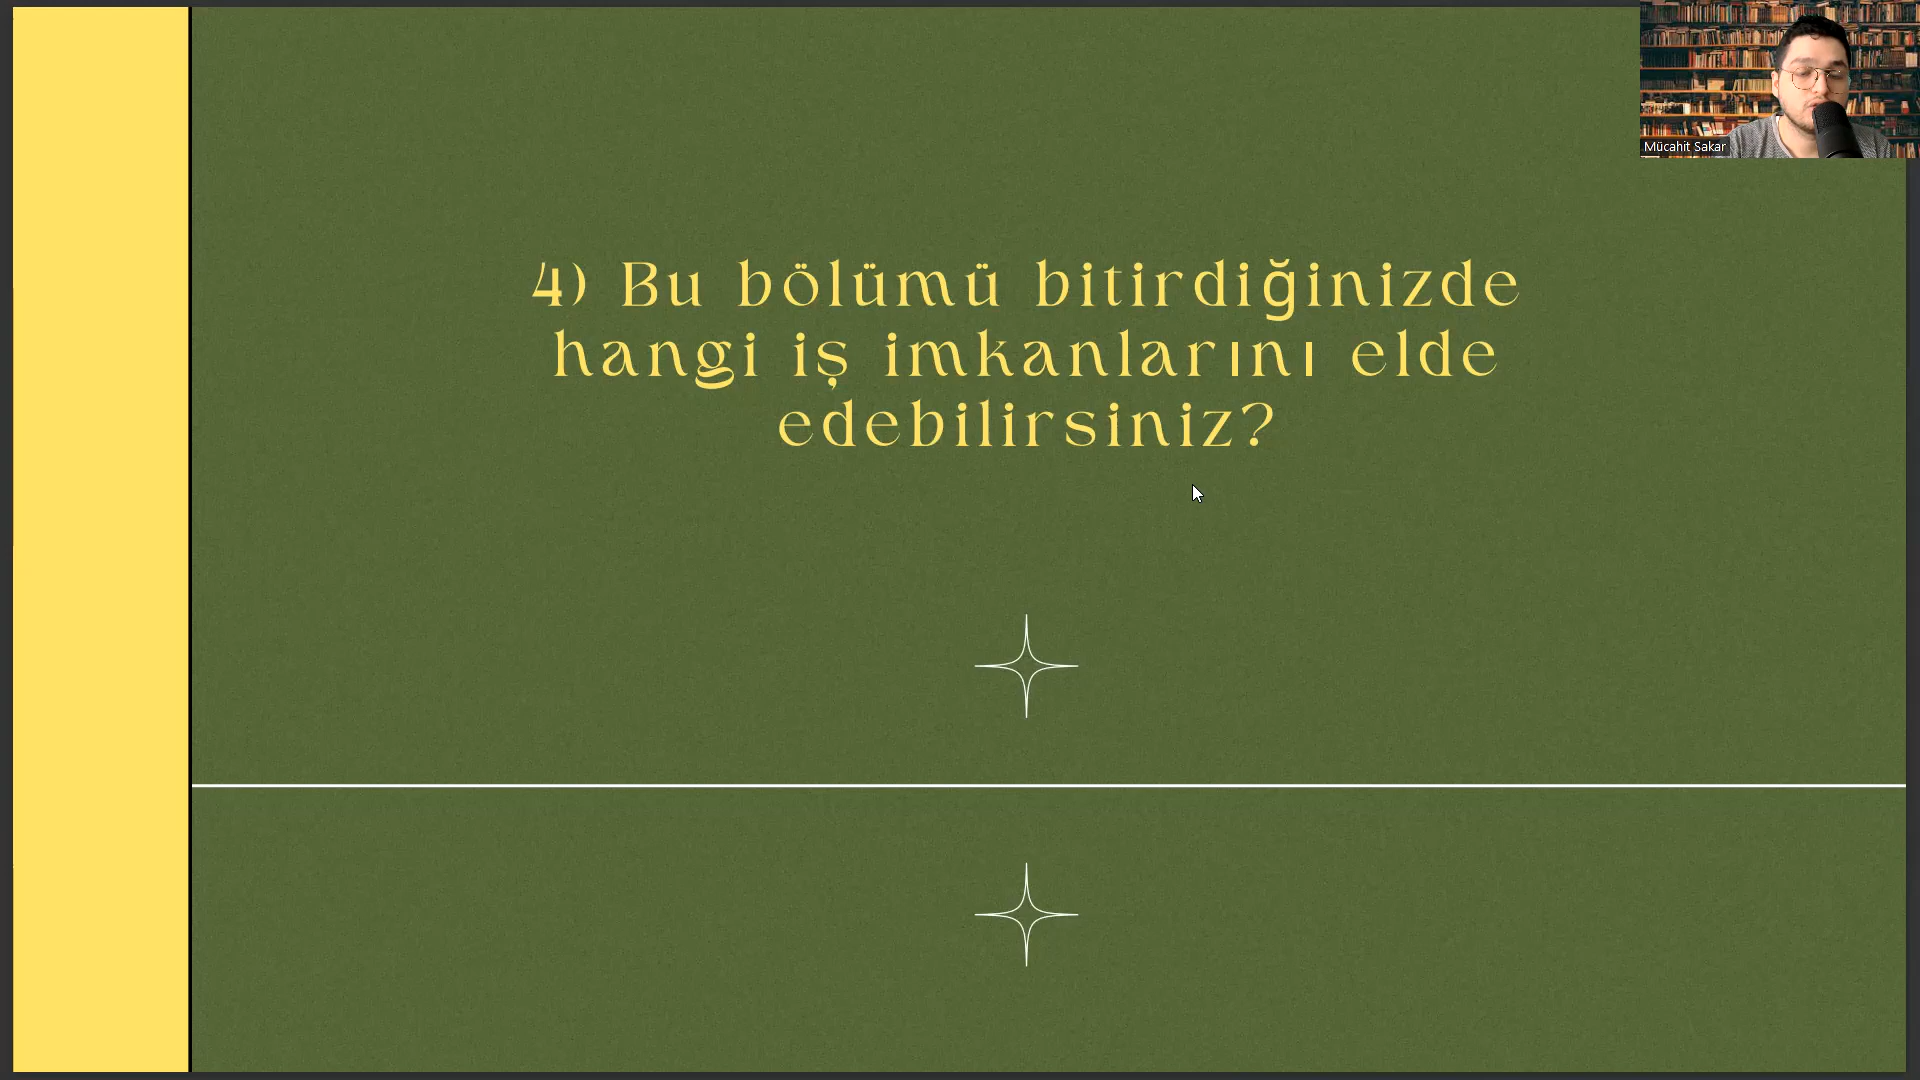 4) Bu bölümü bitirdiğinizde
hangi iş imkanlarını elde
edebilirsiniz?
Mücahit Sakar